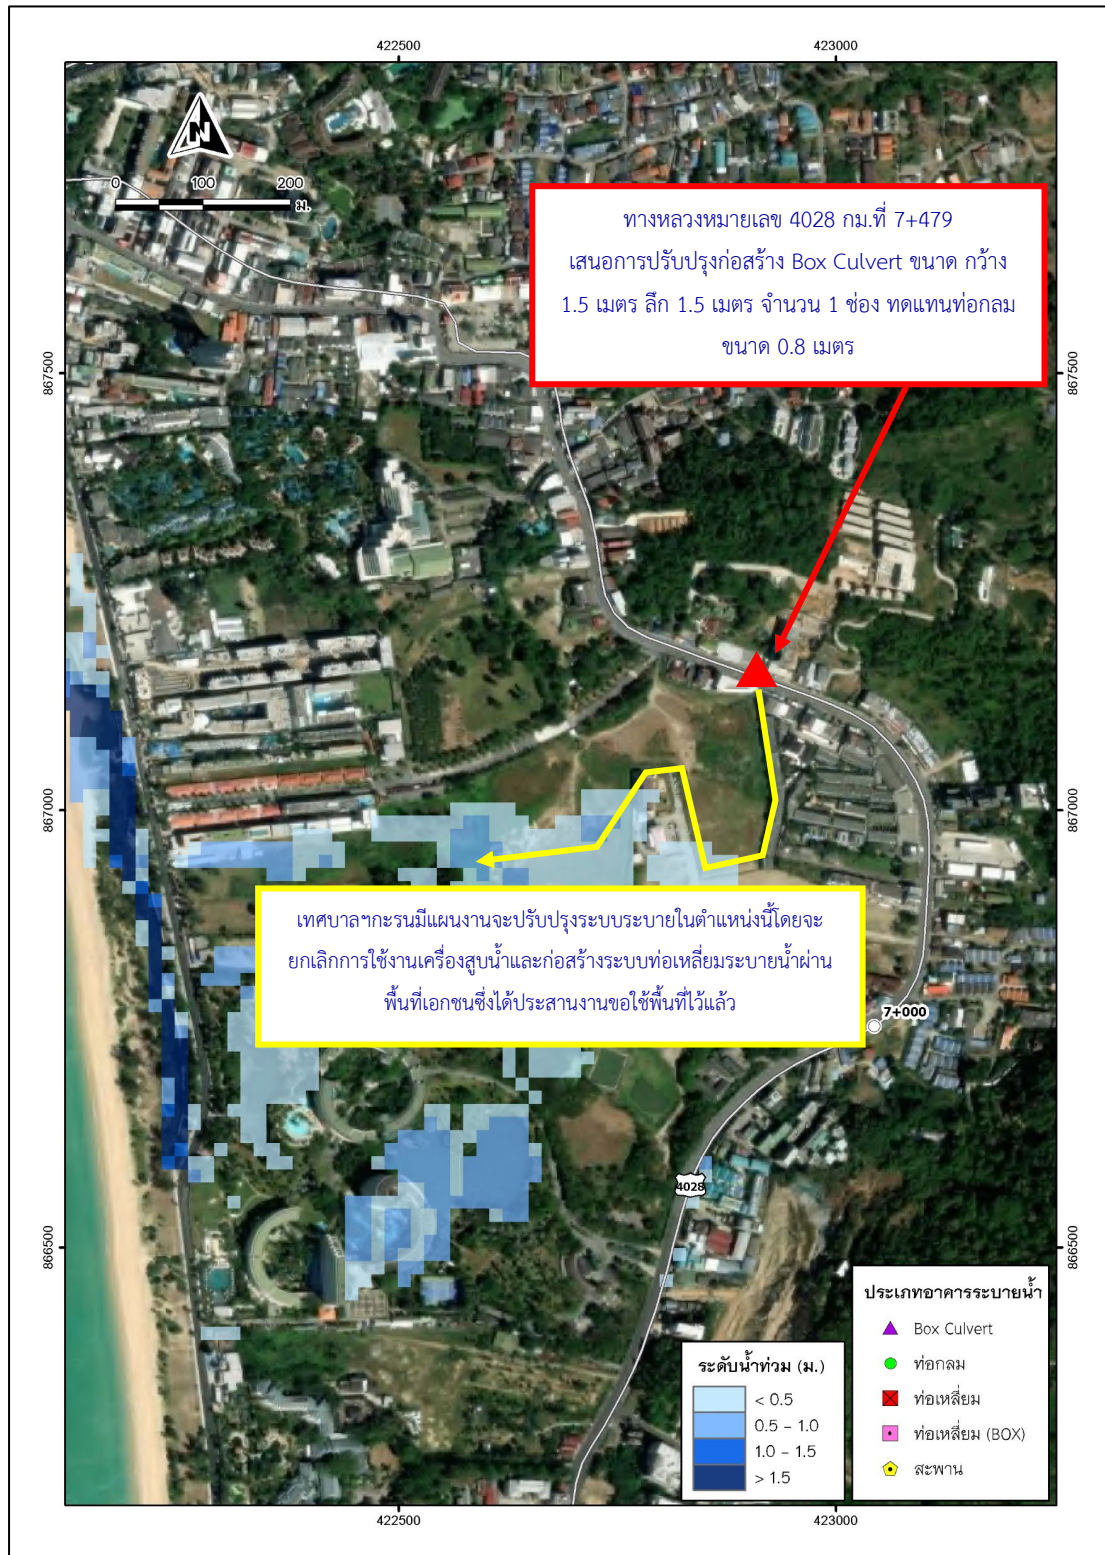 422500
423000
N
0 100 200
ม.
ทางหลวงหมายเลข 4028 กม.ที่ 7+479
เสนอการปรับปรุงก่อสร้าง Box Culvert ขนาด กว้าง
1.5 เมตร ลึก 1.5 เมตร จำนวน 1 ช่อง ทดแทนท่อกลม
ขนาด 0.8 เมตร
867500
867500
867000
867000
เทศบาลฯกะรนมีแผนงานจะปรับปรุงระบบระบายในตำแหน่งนี้โดยจะ
ยกเลิกการใช้งานเครื่องสูบน้ำและก่อสร้างระบบท่อเหลี่ยมระบายน้ำผ่าน
พื้นที่เอกชนซึ่งได้ประสานงานขอใช้พื้นที่ไว้แล้ว
7+000
4028
866500
866500
ระดับน้ำท่วม (ม.)
< 0.5
0.5 - 1.0
1.0 - 1.5
> 1.5
ประเภทอาคารระบายน้ำ
Box Culvert
ท่อกลม
ท่อเหลี่ยม
ท่อเหลี่ยม (BOX)
สะพาน
422500
423000